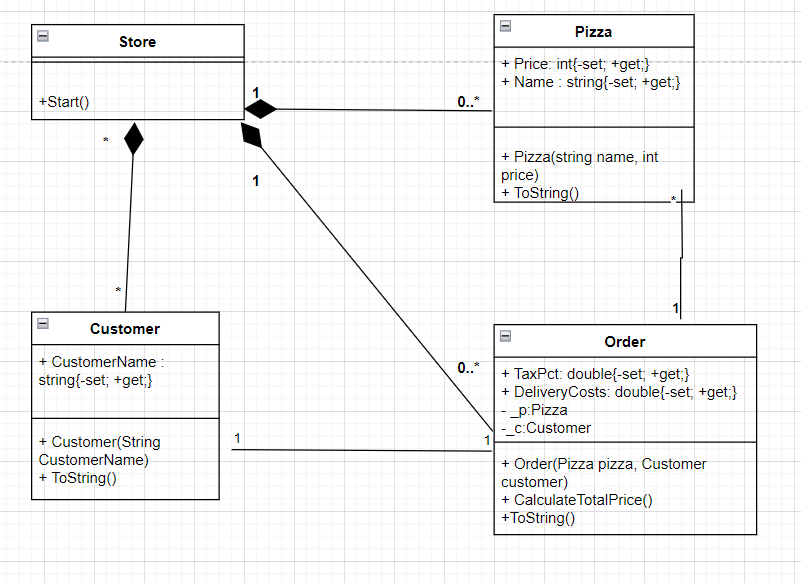 Store
+Start()
Pizza
+ Price: int{-set; +get;}
+ Name : string{-set; +get;}
+ Pizza(string name, int
price)
+ ToString()
1
0..*
*
1
*
*
1
0..*
1
1
Customer
+ CustomerName :
string{-set; +get;}
+ Customer(String
CustomerName)
+ ToString()
Order
+ TaxPct: double{-set; +get;}
+ DeliveryCosts: double{-set; +get;}
- _p:Pizza
-_c:Customer
+ Order(Pizza pizza, Customer
customer)
+ CalculateTotalPrice()
+ToString()